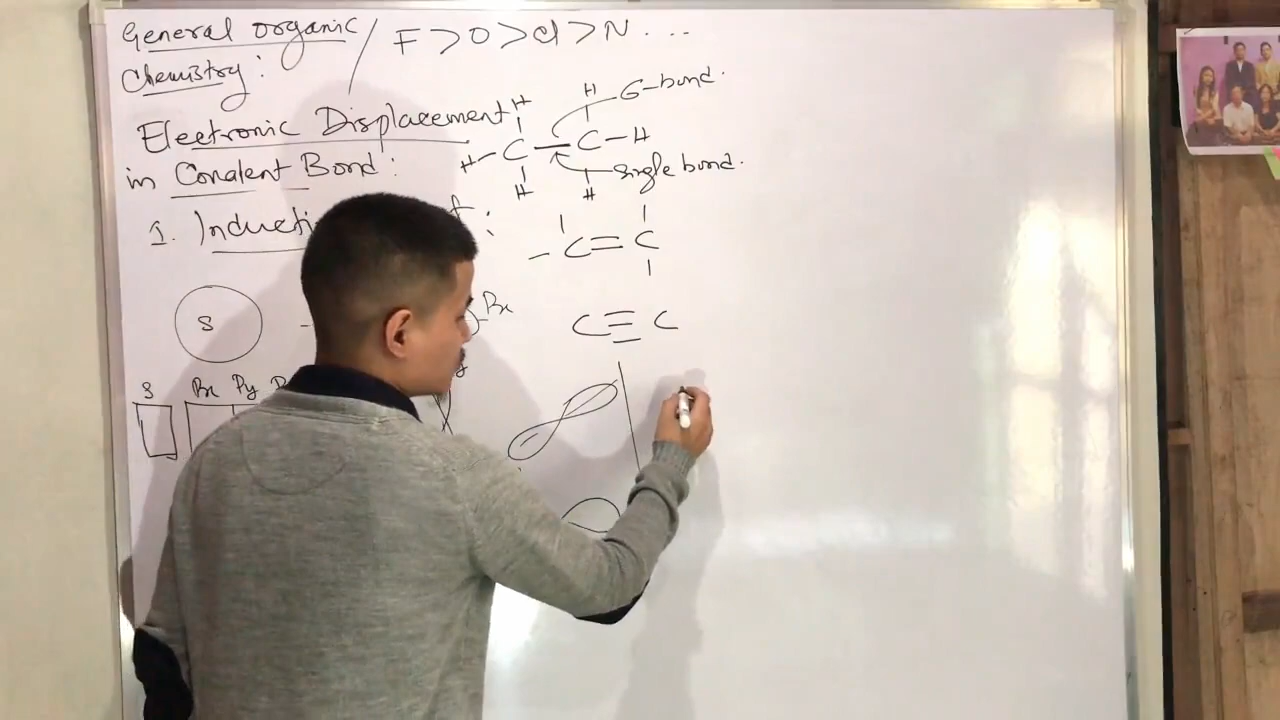 General organic
Chemistry :
F > O > Cl > N ...
Electronic Displacement
in Covalent Bond :
1. Inducti
H H
σ-bond.
H - C - C - H
H H
single bond.
- C = C
C ≡ C
S
Px
S Px Py